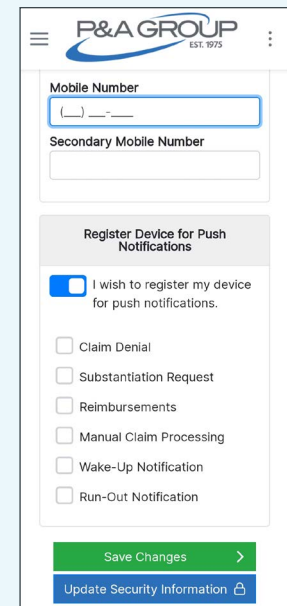 P&A GROUP
EST. 1975
Mobile Number
(__) ___-____
Secondary Mobile Number
Register Device for Push
Notifications
I wish to register my device
for push notifications.
Claim Denial
Substantiation Request
Reimbursements
Manual Claim Processing
Wake-Up Notification
Run-Out Notification
Save Changes
Update Security Information